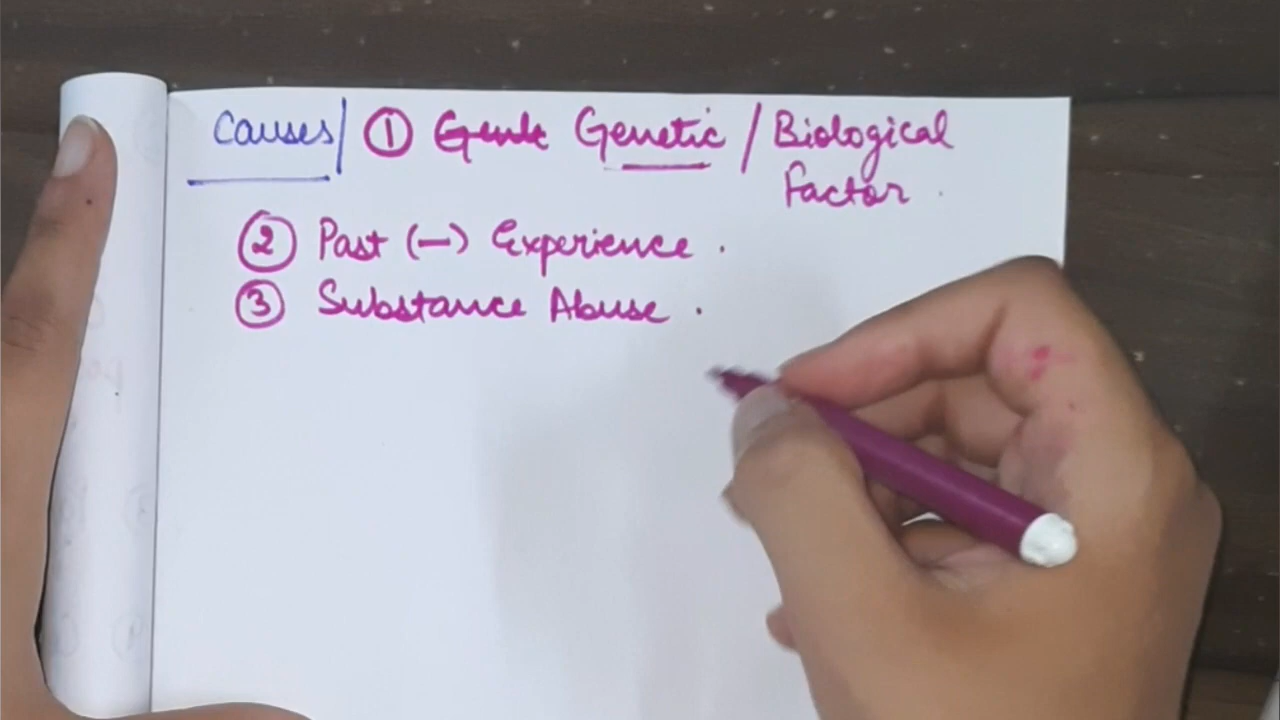 Causes/ ① Genetic / Biological
Factor.
② Past (—) Experience.
③ Substance Abuse.